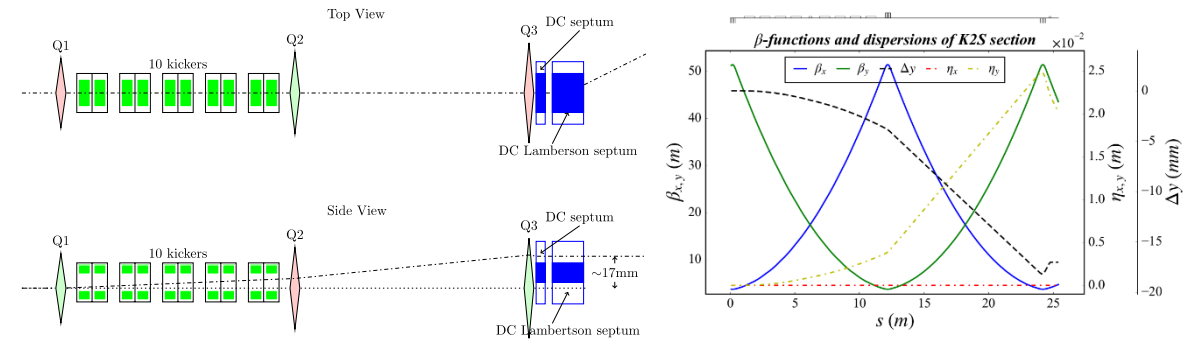 Top View
DC septum
Q1
Q2
Q3
10 kickers
DC Lamberson septum
Side View
DC septum
Q1
Q2
Q3
10 kickers
~17mm
DC Lambertson septum
β-functions and dispersions of K2S section
×10⁻²
βx βy Δy ηx ηy
50
40
30
20
10
βx, y (m)
0 5 10 15 20 25
s (m)
2.5
2.0
1.5
1.0
0.5
0.0
ηx, y (m)
0
−5
−10
−15
−20
Δy (mm)